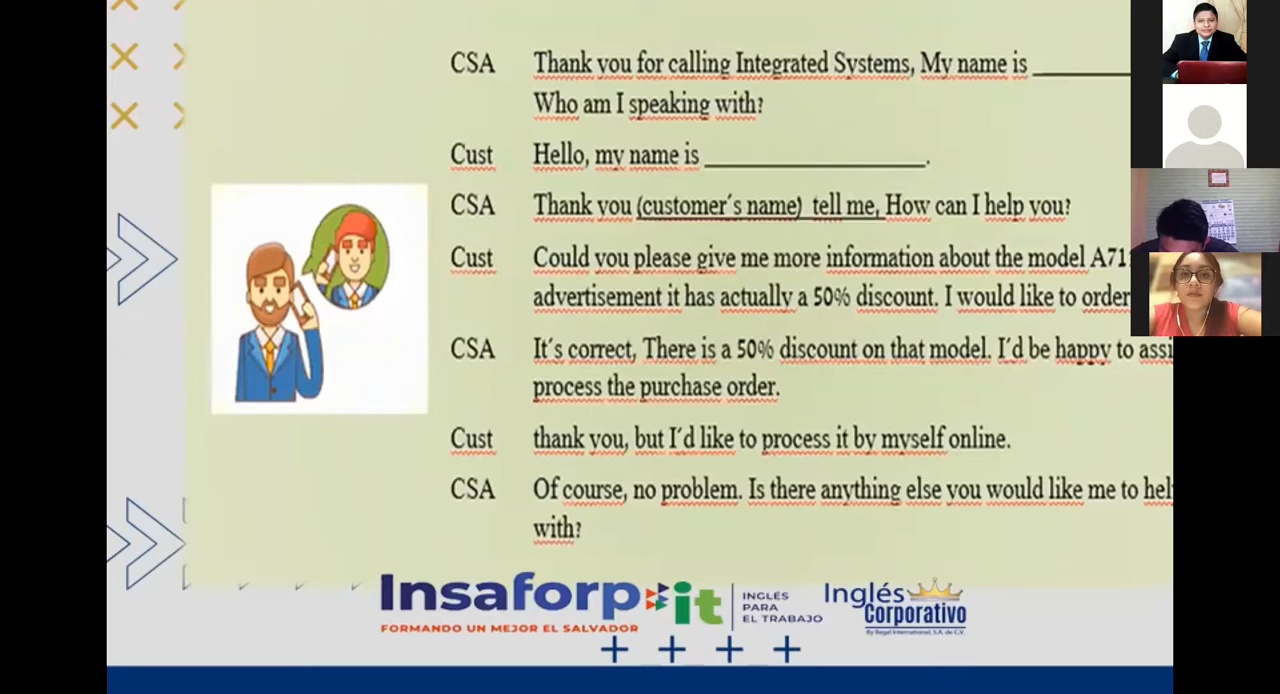 CSA Thank you for calling Integrated Systems, My name is ____________
Who am I speaking with?
Cust Hello, my name is ______________________.
CSA Thank you (customer´s name) tell me, How can I help you?
Cust Could you please give me more information about the model A71
advertisement it has actually a 50% discount. I would like to order
CSA It´s correct, There is a 50% discount on that model. I´d be happy to assi
process the purchase order.
Cust thank you, but I´d like to process it by myself online.
CSA Of course, no problem. Is there anything else you would like me to hel
with?
Insaforp it INGLÉS
PARA
EL TRABAJO
Inglés
Corporativo
FORMANDO UN MEJOR EL SALVADOR
By Regal International, S.A. de C.V.